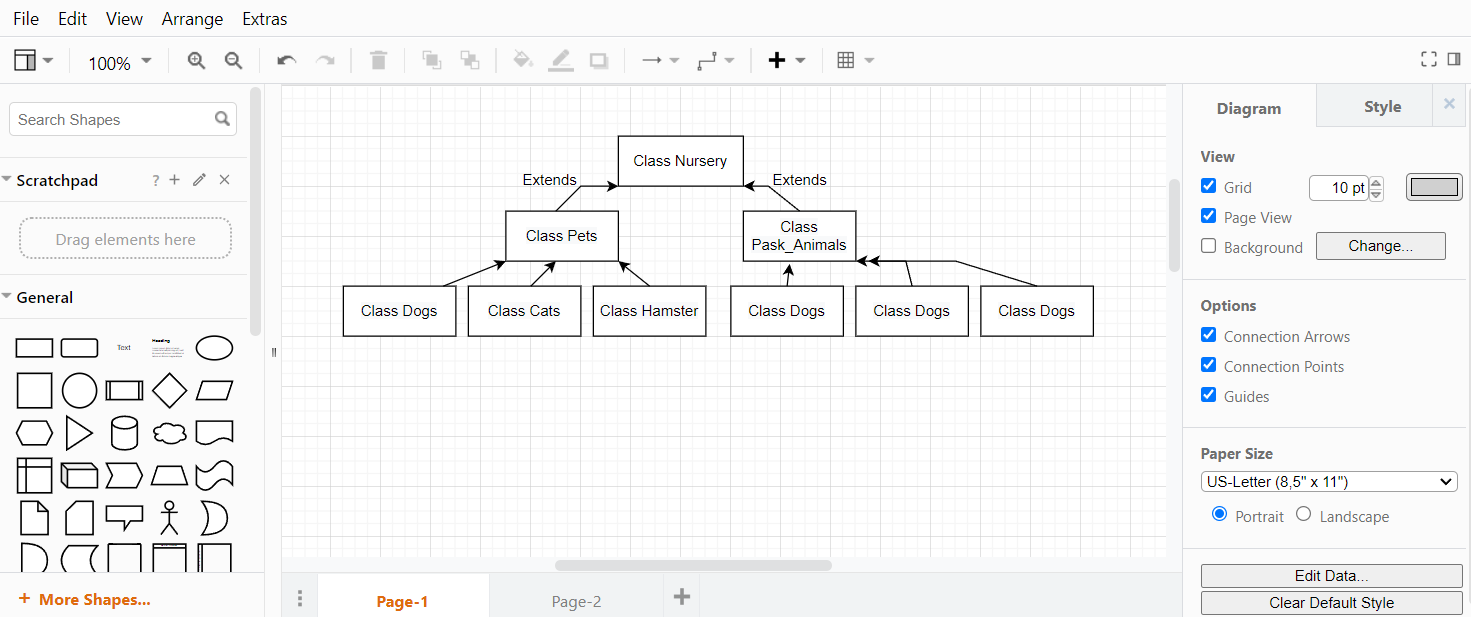 File Edit View Arrange Extras
100%
Search Shapes
Scratchpad
?
Drag elements here
General
Text
Heading
More Shapes...
Class Nursery
Extends
Extends
Class Pets
Class
Pask_Animals
Class Dogs
Class Cats
Class Hamster
Class Dogs
Class Dogs
Class Dogs
Page-1
Page-2
Diagram
Style
View
Grid
10 pt
Page View
Background
Change...
Options
Connection Arrows
Connection Points
Guides
Paper Size
US-Letter (8,5" x 11")
Portrait
Landscape
Edit Data...
Clear Default Style